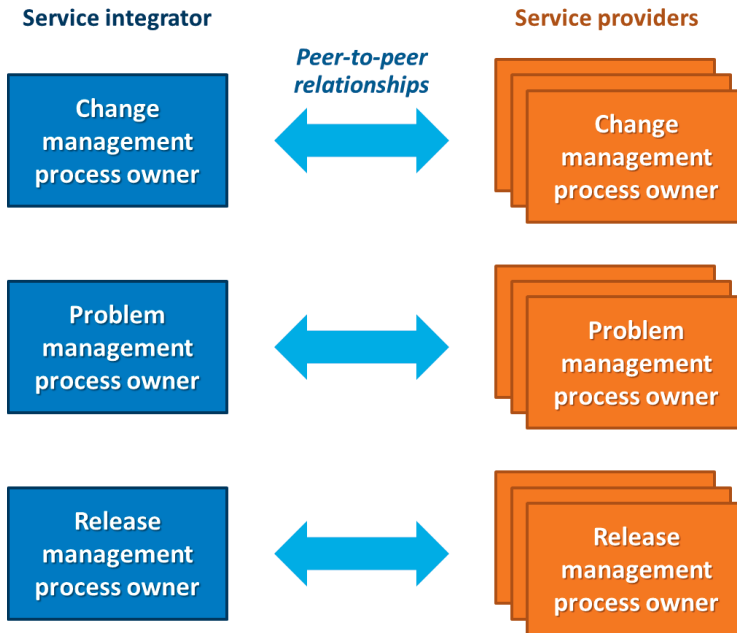 Service integrator
Service providers
Peer-to-peer
relationships
Change
management
process owner
Change
management
process owner
Problem
management
process owner
Problem
management
process owner
Release
management
process owner
Release
management
process owner